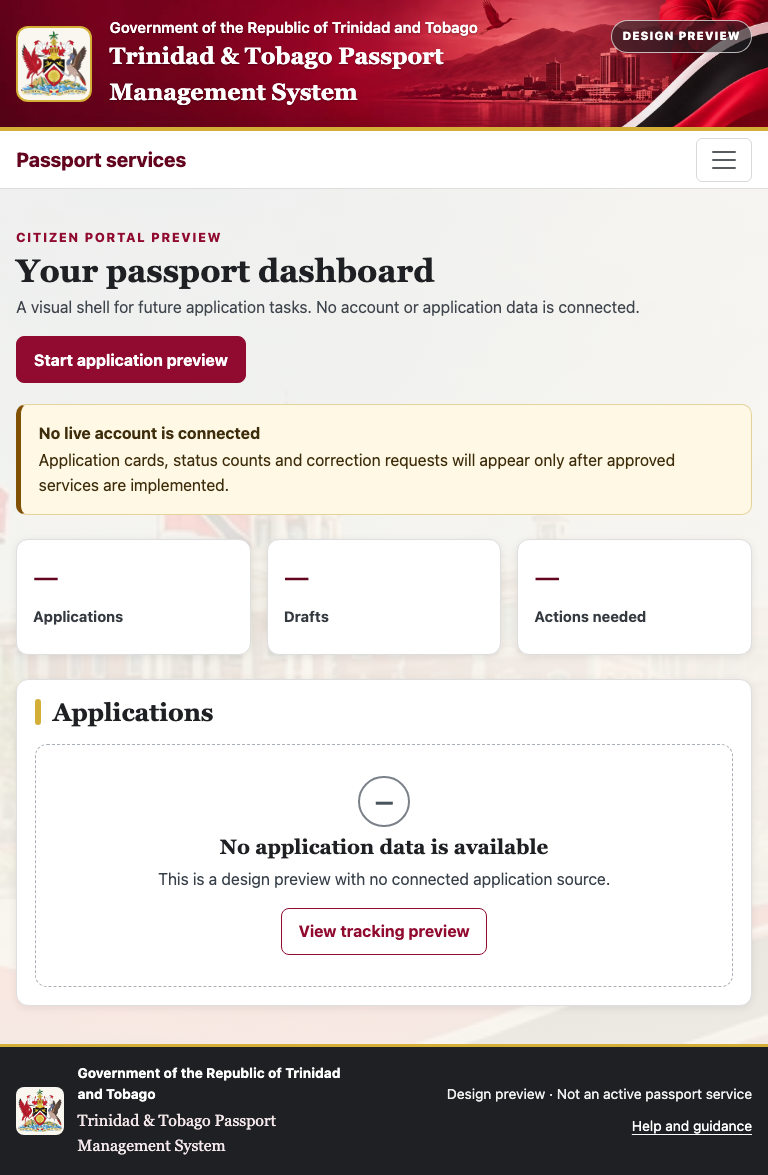 Government of the Republic of Trinidad and Tobago
Trinidad & Tobago Passport
Management System
DESIGN PREVIEW
Passport services
CITIZEN PORTAL PREVIEW
Your passport dashboard
A visual shell for future application tasks. No account or application data is connected.
Start application preview
No live account is connected
Application cards, status counts and correction requests will appear only after approved
services are implemented.
—
Applications
—
Drafts
—
Actions needed
Applications
–
No application data is available
This is a design preview with no connected application source.
View tracking preview
Government of the Republic of Trinidad
and Tobago
Trinidad & Tobago Passport
Management System
Design preview · Not an active passport service
Help and guidance